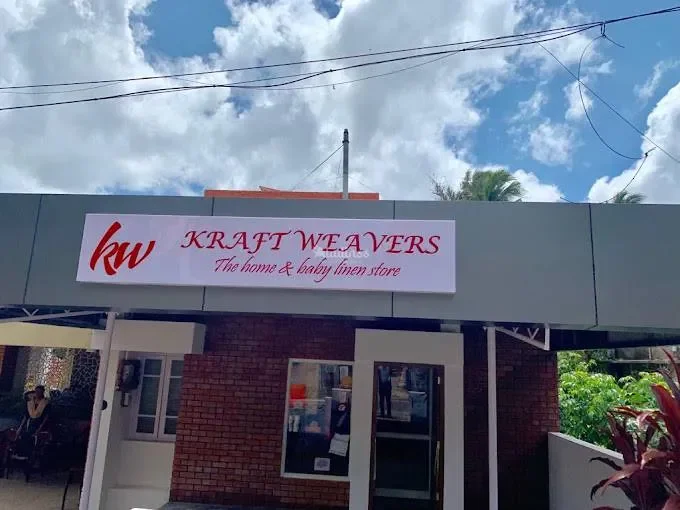 kw
KRAFT WEAVERS
The home & baby linen store